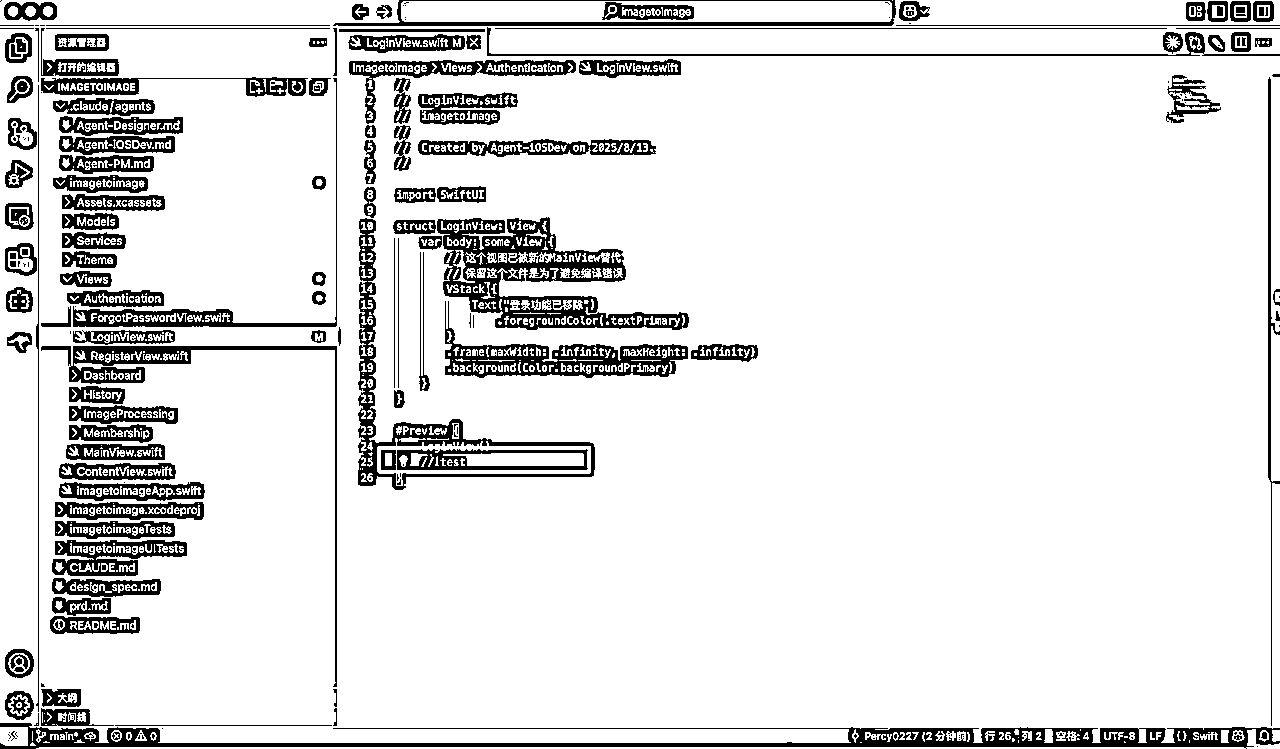 imagetoimage
资源管理器
LoginView.swift M
打开的编辑器
Imagetoimage > Views > Authentication > LoginView.swift
IMAGETOIMAGE
.claude/agents
Agent-Designer.md
Agent-iOSDev.md
Agent-PM.md
imagetoimage
Assets.xcassets
Models
Services
Theme
Views
Authentication
ForgotPasswordView.swift
LoginView.swift M
RegisterView.swift
Dashboard
History
ImageProcessing
Membership
MainView.swift
ContentView.swift
imagetoimageApp.swift
imagetoimage.xcodeproj
imagetoimageTests
imagetoimageUITests
CLAUDE.md
design_spec.md
prd.md
README.md
大纲
时间线
1 //
2 // LoginView.swift
3 // imagetoimage
4 //
5 // Created by Agent-iOSDev on 2025/8/13.
6 //
7
8 import SwiftUI
9
10 struct LoginView: View {
11 var body: some View {
12 // 这个视图已被新的MainView替代
13 // 保留这个文件是为了避免编译错误
14 VStack {
15 Text("登录功能已移除")
16 .foregroundColor(.textPrimary)
17 }
18 .frame(maxWidth: .infinity, maxHeight: .infinity)
19 .background(Color.backgroundPrimary)
20 }
21 }
22
23 #Preview {
24 LoginView()
25 //1test
26 }
main* 0 0
Percy0227 (2 分钟前) 行 26, 列 2 空格: 4 UTF-8 LF {} Swift